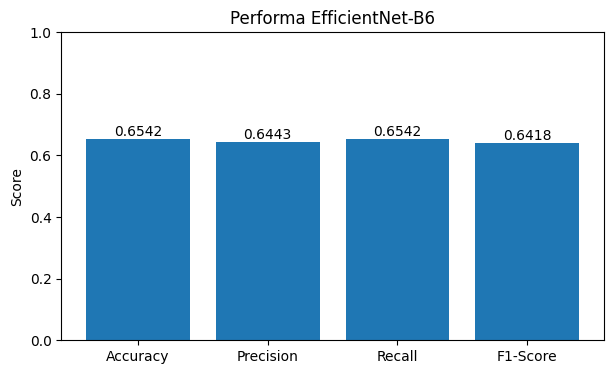 Performa EfficientNet-B6
1.0
0.8
0.6
0.4
0.2
0.0
Score
0.6542
0.6443
0.6542
0.6418
Accuracy
Precision
Recall
F1-Score